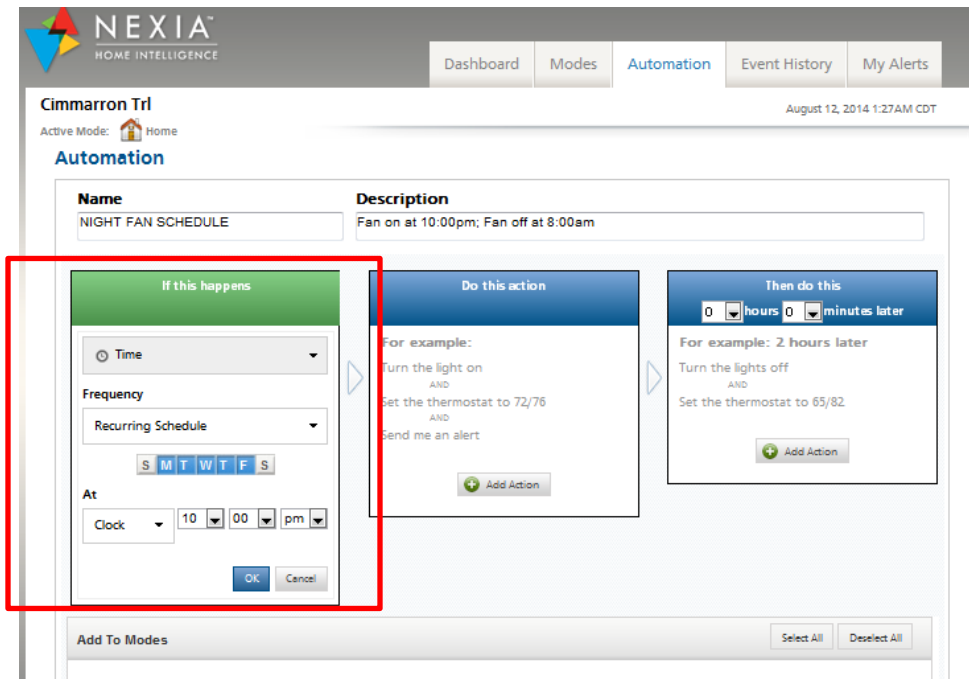 NEXIA™
HOME INTELLIGENCE
Dashboard Modes Automation Event History My Alerts
Cimmarron Trl
August 12, 2014 1:27AM CDT
Active Mode: Home
Automation
Name Description
NIGHT FAN SCHEDULE Fan on at 10:00pm; Fan off at 8:00am
If this happens Do this action Then do this
0 hours 0 minutes later
Time For example: For example: 2 hours later
Turn the light on Turn the lights off
AND AND
Frequency Set the thermostat to 72/76 Set the thermostat to 65/82
AND
Recurring Schedule Send me an alert
Add Action
S M T W T F S
Add Action
At
Clock 10 00 pm
OK Cancel
Add To Modes Select All Deselect All